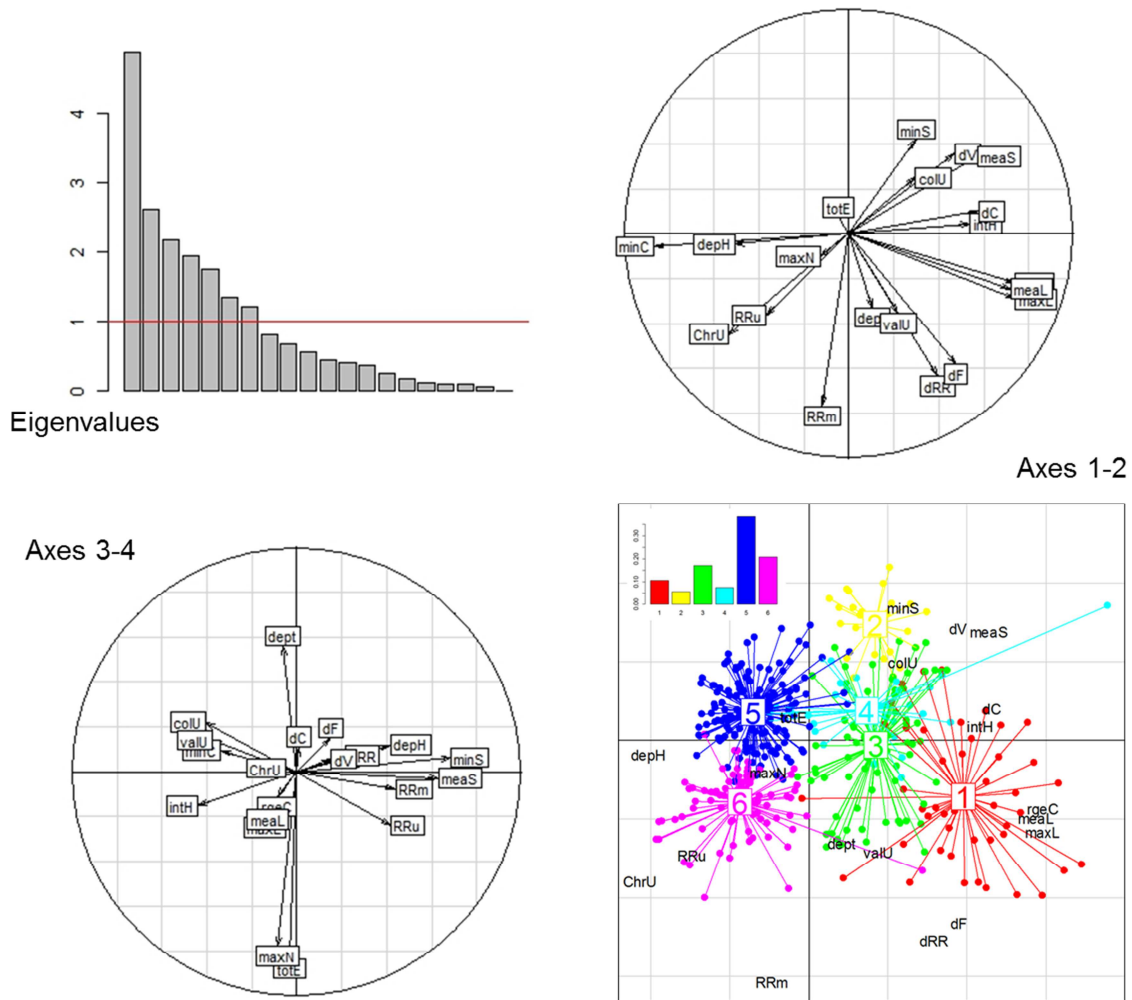 4
3
2
1
0
Eigenvalues
minS
dV
meaS
colU
totE
dC
intH
minC
depH
maxN
meaL
maxL
RRu
ChrU
dep
valU
dF
dRR
RRm
Axes 1-2
Axes 3-4
dept
colU
dF
dC
valU
minC
depH
dV
RR
minS
ChrU
meaS
RRm
intH
rgeC
meaL
maxL
RRu
maxN
totE
0.00 0.10 0.20 0.30
1 2 3 4 5 6
minS
2
dV meaS
colU
5
totE
4
dC
intH
3
depH
maxN
6
1
rgeC
meaL
maxL
dept
valU
RRu
ChrU
dF
dRR
RRm